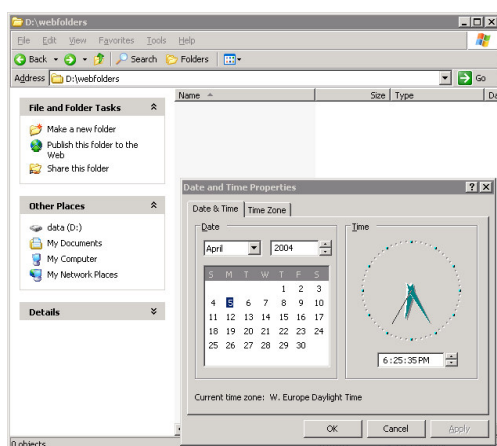 D:\webfolders
File Edit View Favorites Tools Help
Back Search Folders
Address D:\webfolders Go
Name Size Type Da
File and Folder Tasks
Make a new folder
Publish this folder to the
Web
Share this folder
Other Places
data (D:)
My Documents
My Computer
My Network Places
Details
0 objects
Date and Time Properties
Date & Time Time Zone
Date Time
April 2004
S M T W T F S
1 2 3
4 5 6 7 8 9 10
11 12 13 14 15 16 17
18 19 20 21 22 23 24
25 26 27 28 29 30
6:25:35 PM
Current time zone: W. Europe Daylight Time
OK Cancel Apply